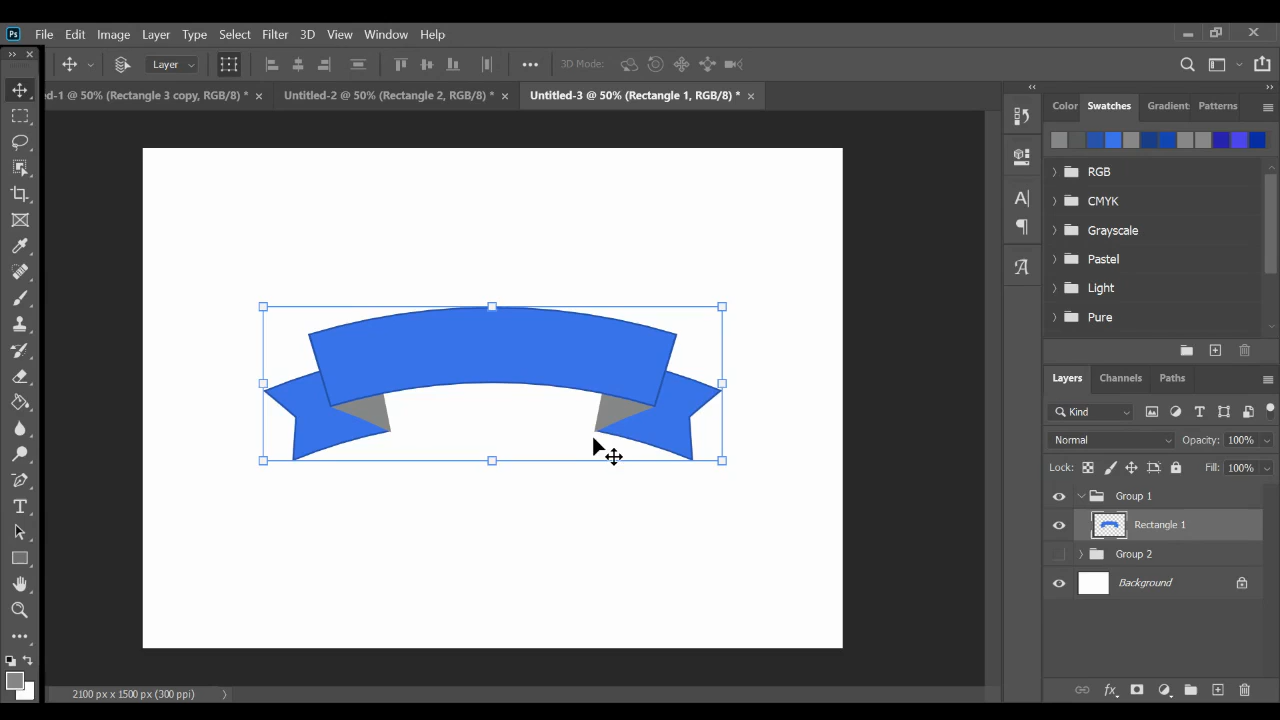 Ps File Edit Image Layer Type Select Filter 3D View Window Help
Layer 3D Mode:
ed-1 @ 50% (Rectangle 3 copy, RGB/8) * Untitled-2 @ 50% (Rectangle 2, RGB/8) * Untitled-3 @ 50% (Rectangle 1, RGB/8) *
Color Swatches Gradient Patterns
RGB
CMYK
Grayscale
Pastel
Light
Pure
Layers Channels Paths
Kind
Normal Opacity: 100%
Lock: Fill: 100%
Group 1
Rectangle 1
Group 2
Background
fx
2100 px x 1500 px (300 ppi)